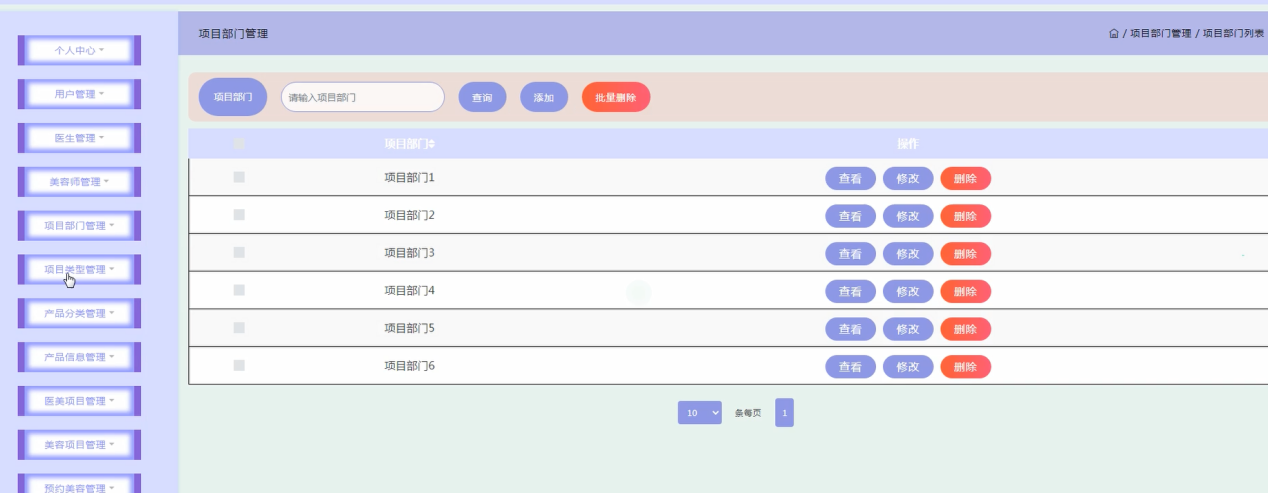 项目部门管理
/ 项目部门管理 / 项目部门列表
个人中心
用户管理
医生管理
美容师管理
项目部门管理
项目类型管理
产品分类管理
产品信息管理
医美项目管理
美容项目管理
预约美容管理
项目部门 请输入项目部门 查询 添加 批量删除
项目部门 操作
项目部门1 查看 修改 删除
项目部门2 查看 修改 删除
项目部门3 查看 修改 删除
项目部门4 查看 修改 删除
项目部门5 查看 修改 删除
项目部门6 查看 修改 删除
10 条每页 1